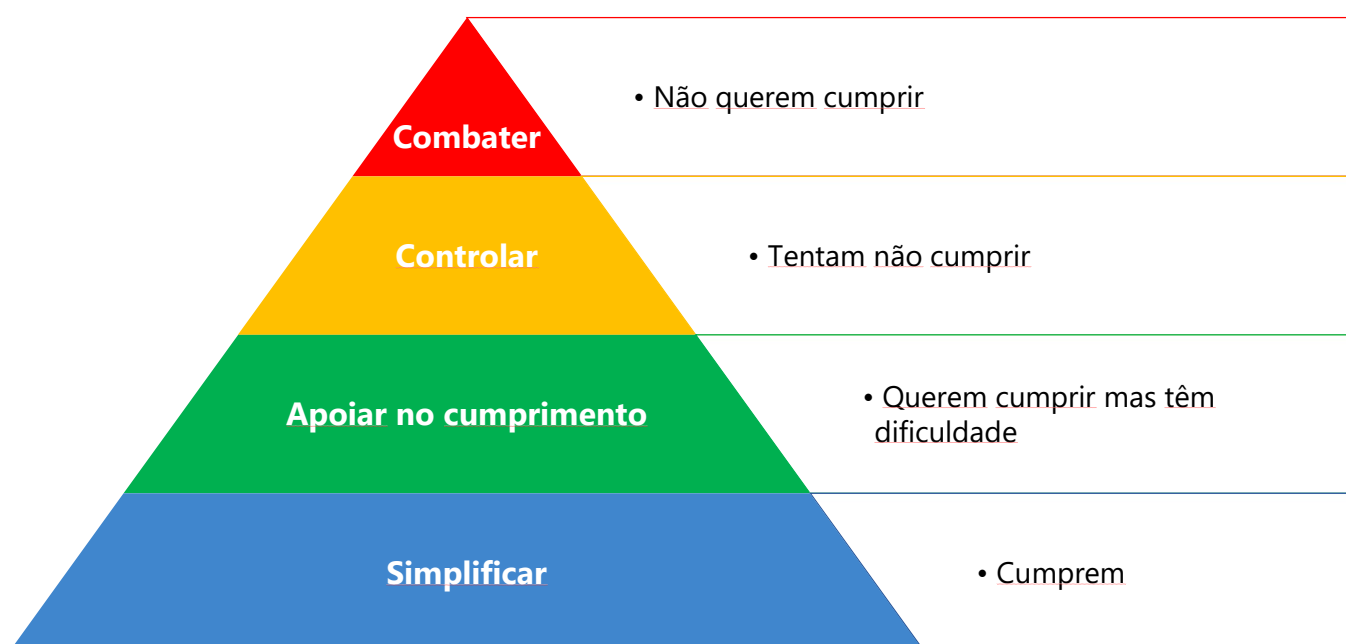 • Não querem cumprir
Combater
Controlar
• Tentam não cumprir
Apoiar no cumprimento
• Querem cumprir mas têm
dificuldade
Simplificar
• Cumprem